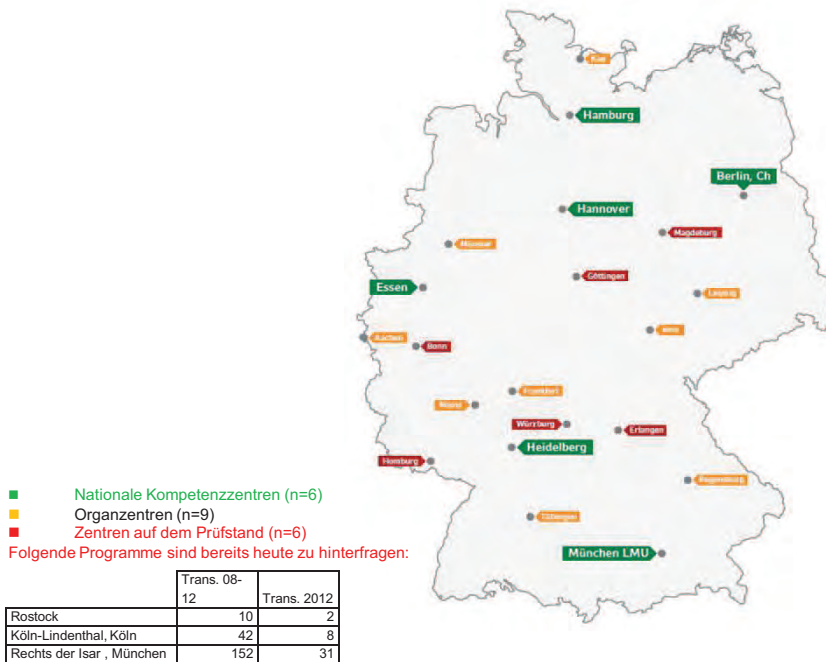 Kiel
Hamburg
Berlin, Ch
Hannover
Magdeburg
Münster
Göttingen
Essen
Leipzig
Jena
Aachen
Bonn
Frankfurt
Mainz
Würzburg
Erlangen
Heidelberg
Homburg
Regensburg
Tübingen
München LMU
Nationale Kompetenzzentren (n=6)
Organzentren (n=9)
Zentren auf dem Prüfstand (n=6)
Folgende Programme sind bereits heute zu hinterfragen:
Trans. 08-
12 Trans. 2012
Rostock 10 2
Köln-Lindenthal, Köln 42 8
Rechts der Isar , München 152 31